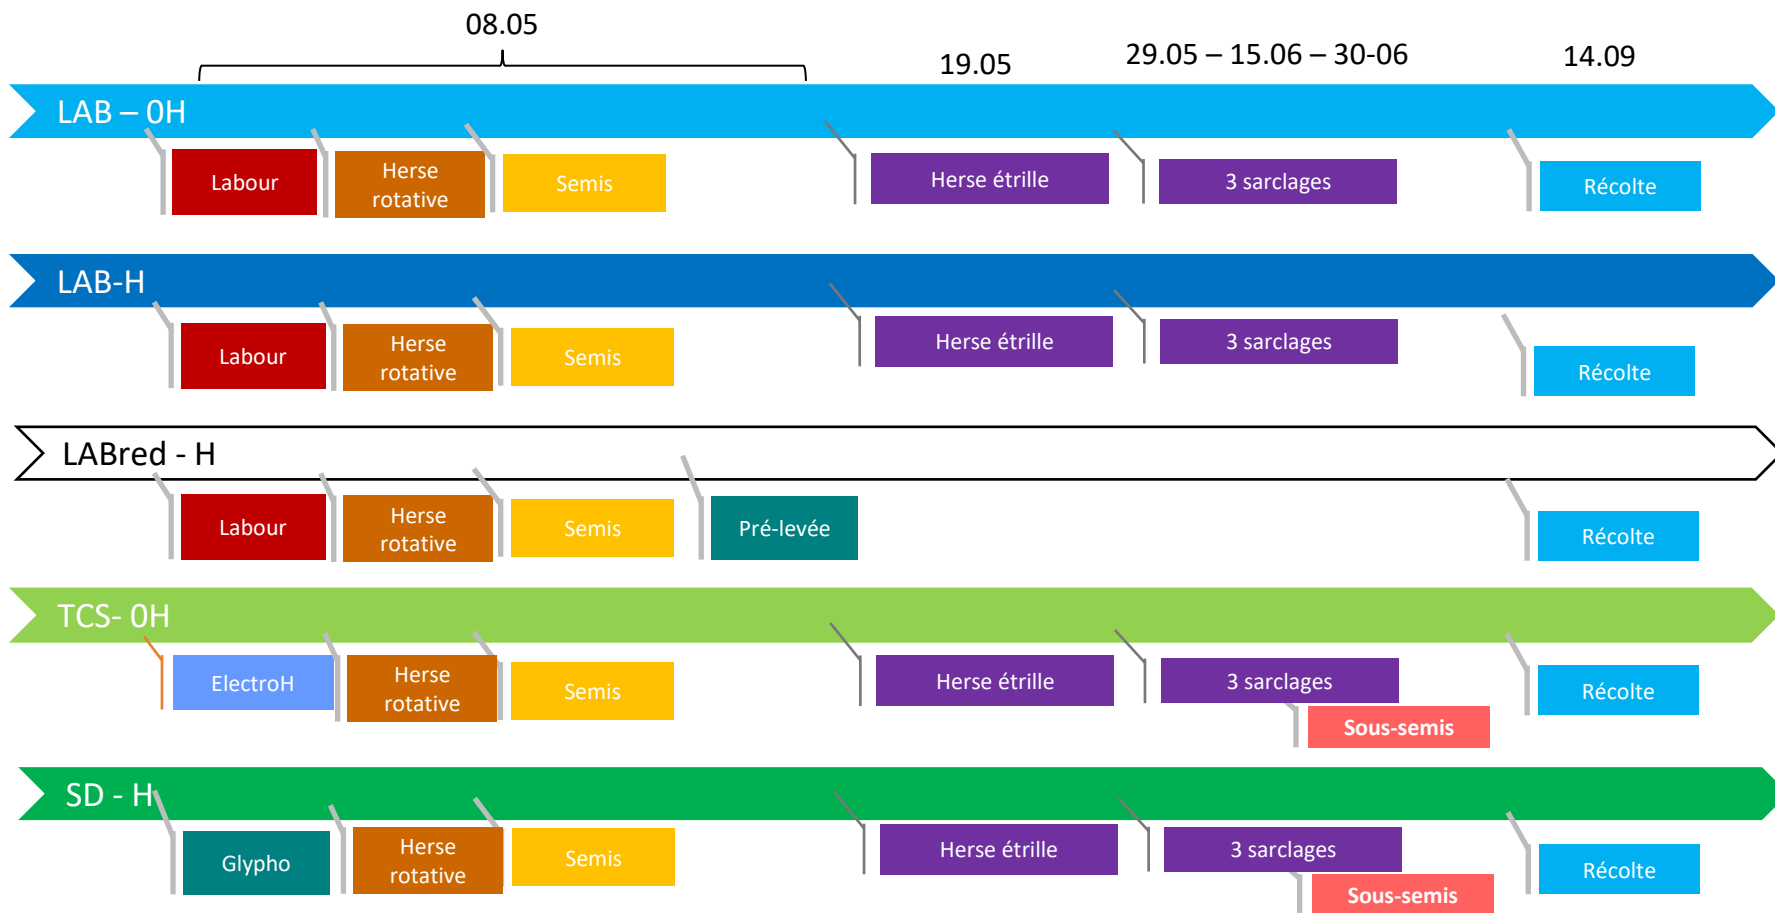 08.05
19.05
29.05 – 15.06 – 30-06
14.09
LAB – 0H
Labour
Herse
rotative
Semis
Herse étrille
3 sarclages
Récolte
LAB-H
Labour
Herse
rotative
Semis
Herse étrille
3 sarclages
Récolte
LABred - H
Labour
Herse
rotative
Semis
Pré-levée
Récolte
TCS- 0H
ElectroH
Herse
rotative
Semis
Herse étrille
3 sarclages
Sous-semis
Récolte
SD - H
Glypho
Herse
rotative
Semis
Herse étrille
3 sarclages
Sous-semis
Récolte